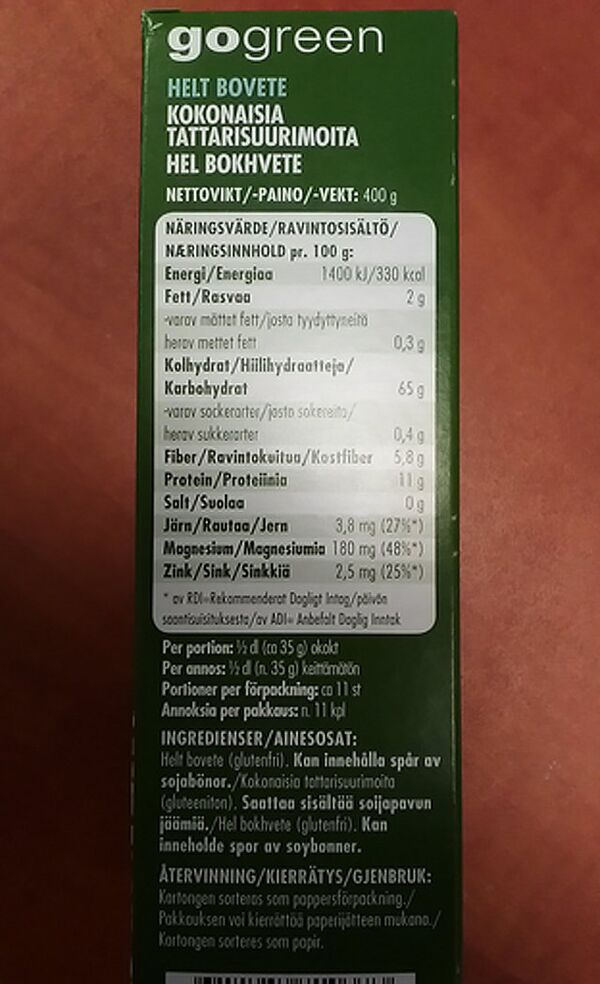 gogreen
HELT BOVETE
KOKONAISIA
TATTARISUURIMOITA
HEL BOKHVETE
NETTOVIKT/-PAINO/-VEKT: 400 g
NÄRINGSVÄRDE/RAVINTOSISÄLTÖ/
NÆRINGSINNHOLD pr. 100 g:
Energi/Energiaa 1400 kJ/330 kcal
Fett/Rasvaa 2 g
-varav mättat fett/josta tyydyttyneitä
herav mettet fett 0,3 g
Kolhydrat/Hiilihydraatteja/
Karbohydrat 65 g
-varav sockerarter/josta sokereita/
herav sukkerarter 0,4 g
Fiber/Ravintokuitua/Kostfiber 5,8 g
Protein/Proteiinia 11 g
Salt/Suolaa 0 g
Järn/Rautaa/Jern 3,8 mg (27%*)
Magnesium/Magnesiumia 180 mg (48%*)
Zink/Sink/Sinkkiä 2,5 mg (25%*)
* av RDI=Rekommenderat Dagligt Intag/päivän
saantisuosituksesta/av ADI= Anbefalt Daglig Inntak
Per portion: ½ dl (ca 35 g) okokt
Per annos: ½ dl (n. 35 g) keittämätön
Portioner per förpackning: ca 11 st
Annoksia per pakkaus: n. 11 kpl
INGREDIENSER/AINESOSAT:
Helt bovete (glutenfri). Kan innehålla spår av
sojabönor./Kokonaisia tattarisuurimoita
(gluteeniton). Saattaa sisältää soijapavun
jäämiä./Hel bokhvete (glutenfri). Kan
inneholde spor av soybønner.
ÅTERVINNING/KIERRÄTYS/GJENBRUK:
Kartongen sorteras som pappersförpackning./
Pakkauksen voi kierrättää paperijätteen mukana./
Kartongen sorteres som papir.